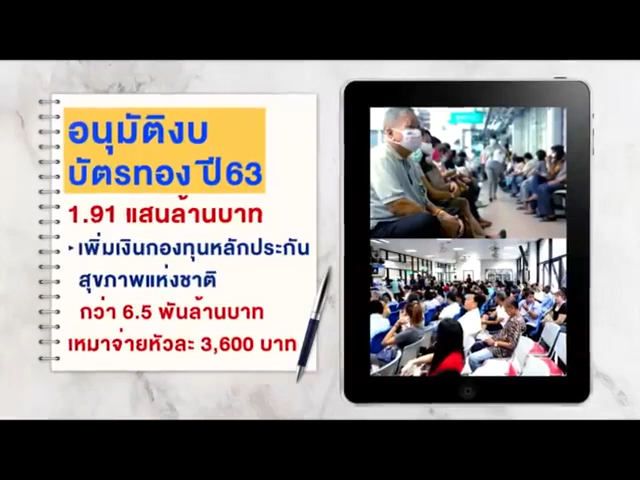 อนุมัติงบ
บัตรทอง ปี 63
1.91 แสนล้านบาท
เพิ่มเงินกองทุนหลักประกัน
สุขภาพแห่งชาติ
กว่า 6.5 พันล้านบาท
เหมาจ่ายหัวละ 3,600 บาท